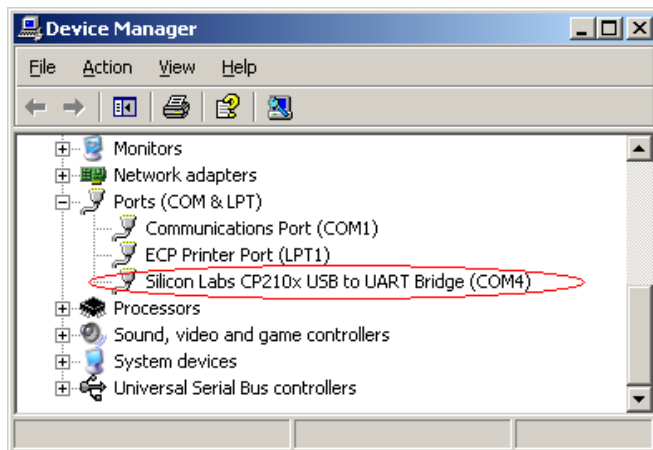 Device Manager
File Action View Help
Monitors
Network adapters
Ports (COM & LPT)
Communications Port (COM1)
ECP Printer Port (LPT1)
Silicon Labs CP210x USB to UART Bridge (COM4)
Processors
Sound, video and game controllers
System devices
Universal Serial Bus controllers